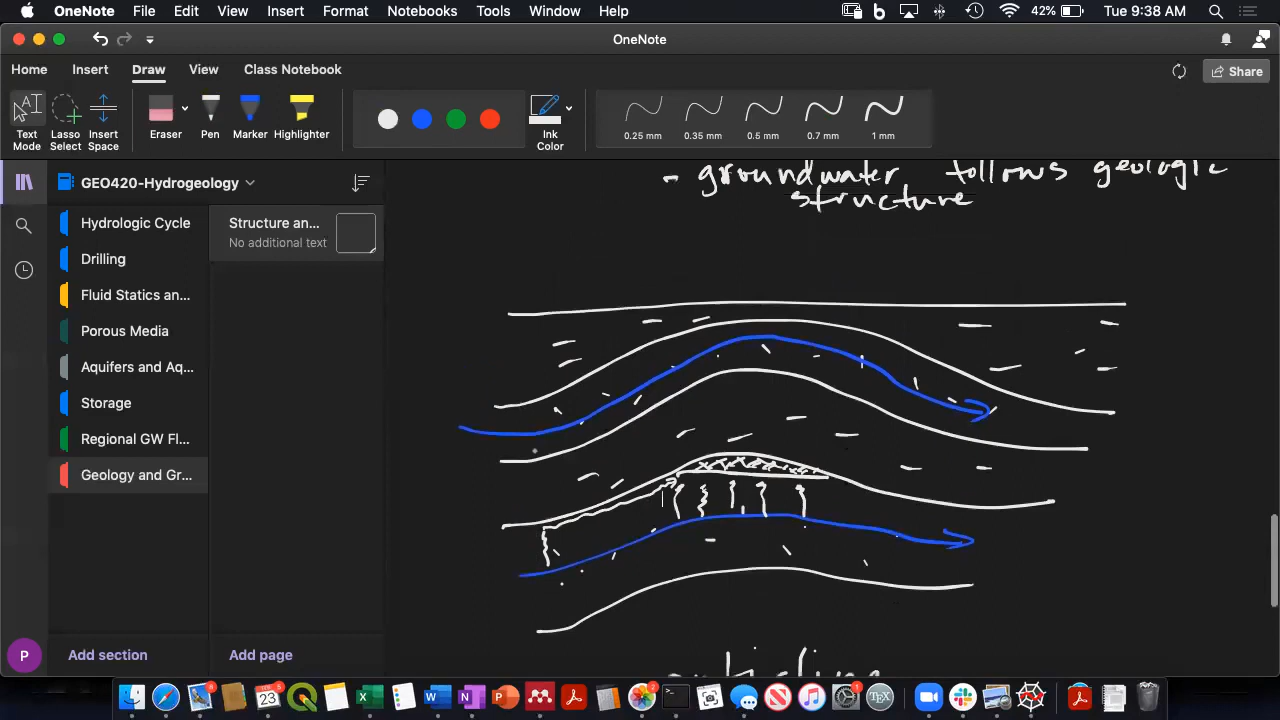 OneNote File Edit View Insert Format Notebooks Tools Window Help 42% Tue 9:38 AM
OneNote
Home Insert Draw View Class Notebook Share
Text Mode Lasso Select Insert Space Eraser Pen Marker Highlighter Ink Color 0.25 mm 0.35 mm 0.5 mm 0.7 mm 1 mm
GEO420-Hydrogeology
- groundwater follows geologic
structure
Hydrologic Cycle
Drilling
Fluid Statics an...
Porous Media
Aquifers and Aq...
Storage
Regional GW Fl...
Geology and Gr...
Structure an...
No additional text
P Add section Add page